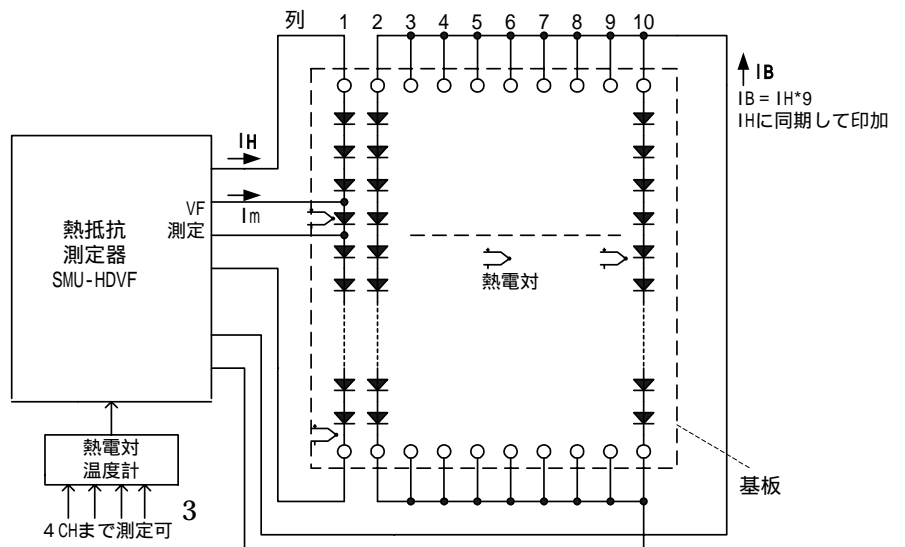 列 1 2 3 4 5 6 7 8 9 10
IB
IB = IH*9
IHに同期して印加
IH
Im
VF
測定
熱抵抗
測定器
SMU-HDVF
熱電対
熱電対
温度計
4CHまで測定可
3
基板